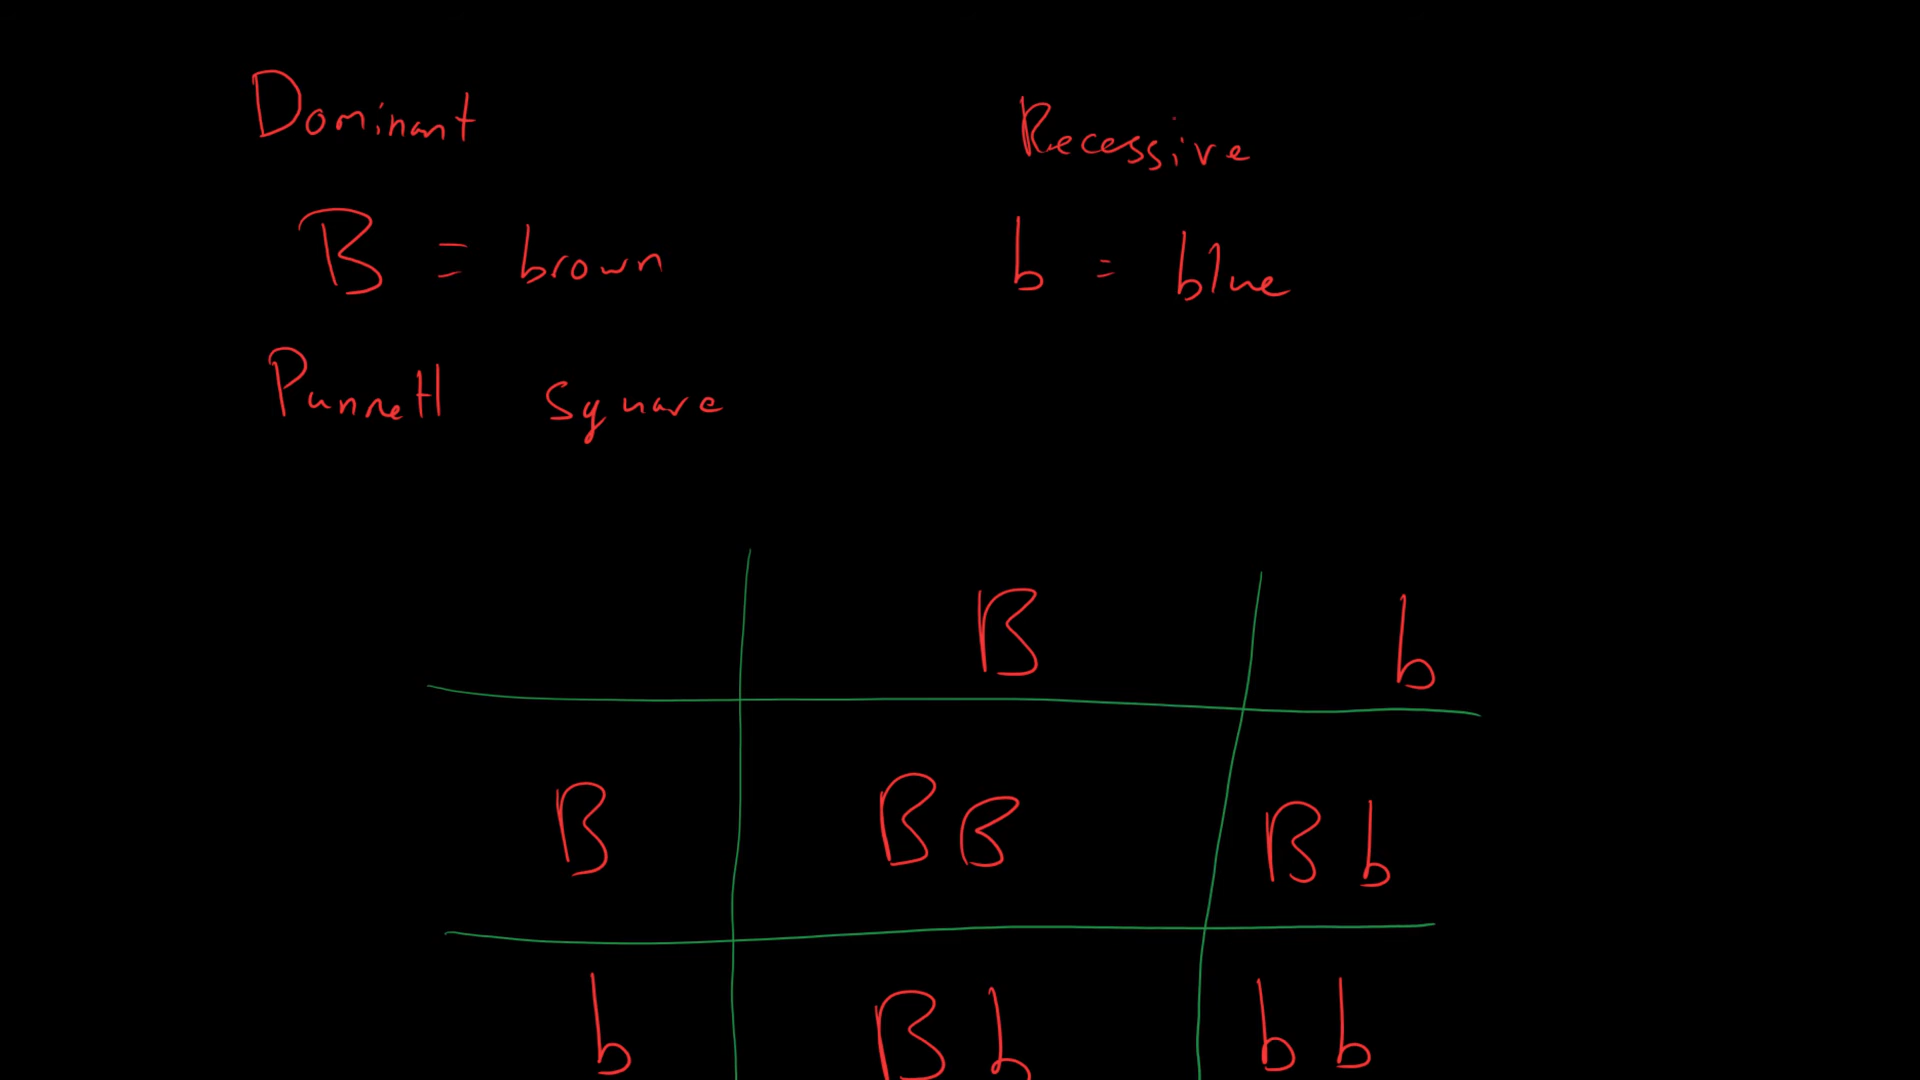 Dominant Recessive
B = brown b = blue
Punnett Square
B b
B BB Bb
b Bb bb